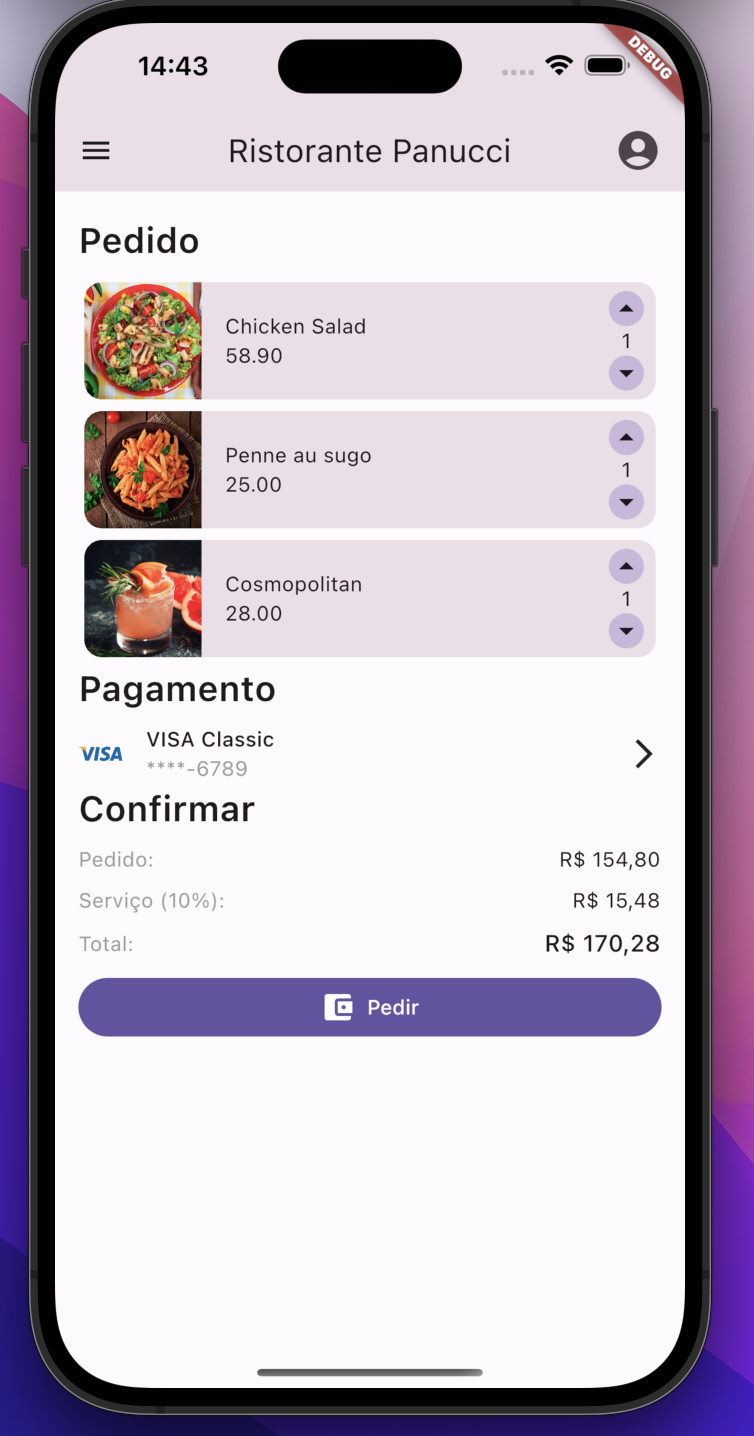 14:43
DEBUG
Ristorante Panucci
Pedido
Chicken Salad
58.90
1
Penne au sugo
25.00
1
Cosmopolitan
28.00
1
Pagamento
VISA
VISA Classic
****-6789
Confirmar
Pedido: R$ 154,80
Serviço (10%): R$ 15,48
Total: R$ 170,28
Pedir